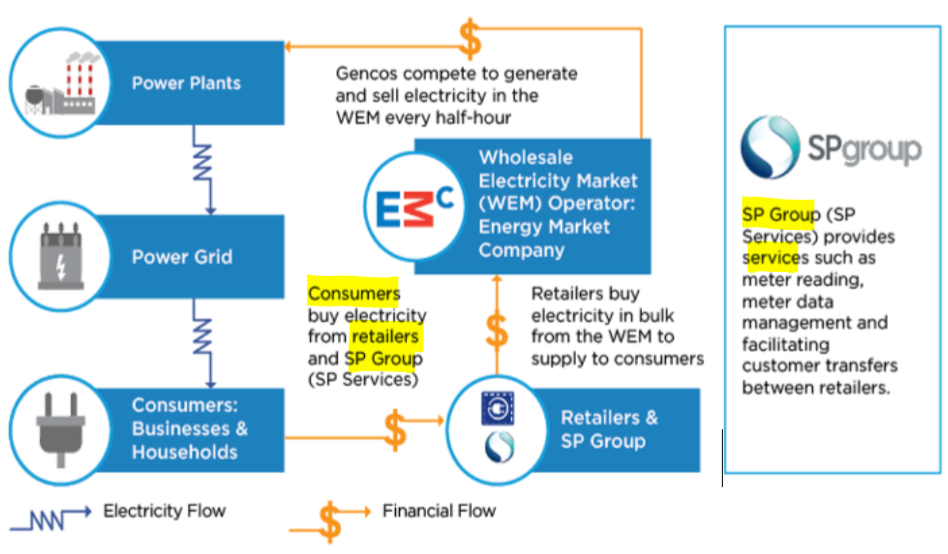 $
Power Plants
Gencos compete to generate
and sell electricity in the
WEM every half-hour
Wholesale
Electricity Market
(WEM) Operator:
Energy Market
Company
EMC
Power Grid
Consumers
buy electricity
from retailers
and SP Group
(SP Services)
$
Retailers buy
electricity in bulk
from the WEM to
supply to consumers
Consumers:
Businesses &
Households
$
Retailers &
SP Group
SPgroup
SP Group (SP
Services) provides
services such as
meter reading,
meter data
management and
facilitating
customer transfers
between retailers.
Electricity Flow
$
Financial Flow